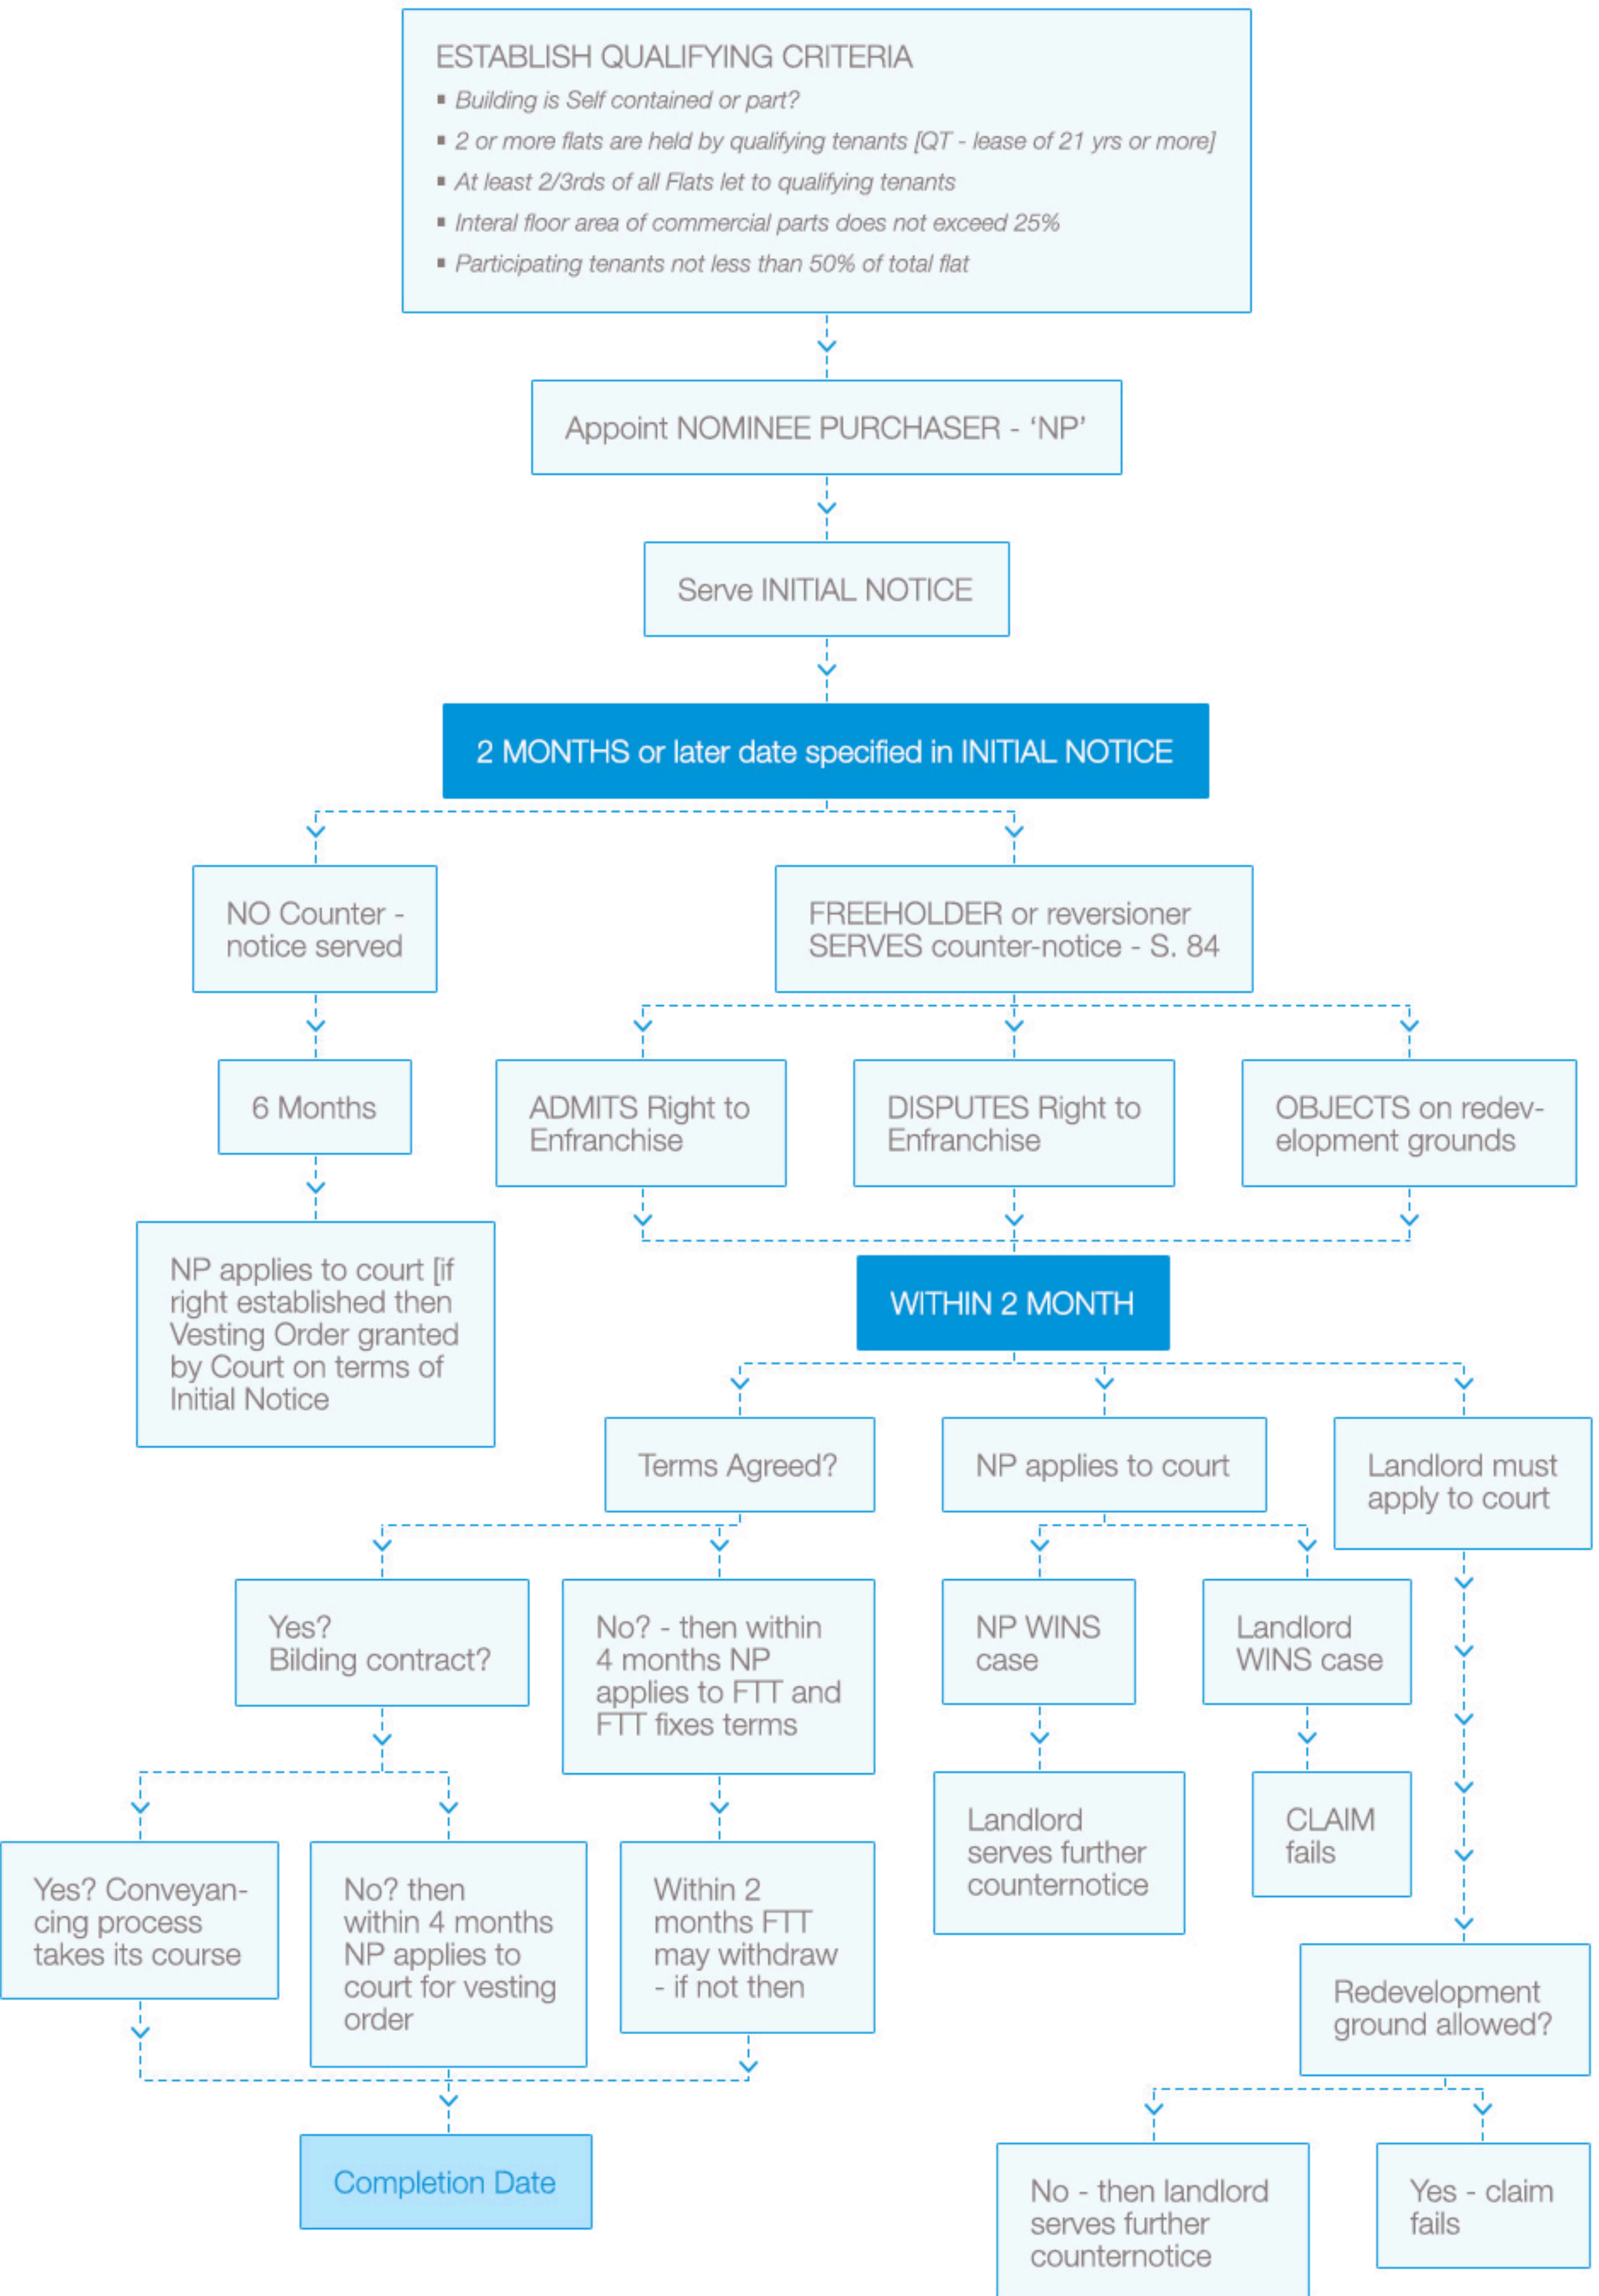 ESTABLISH QUALIFYING CRITERIA
▪ Building is Self contained or part?
▪ 2 or more flats are held by qualifying tenants [QT - lease of 21 yrs or more]
▪ At least 2/3rds of all Flats let to qualifying tenants
▪ Interal floor area of commercial parts does not exceed 25%
▪ Participating tenants not less than 50% of total flat
Appoint NOMINEE PURCHASER - ‘NP’
Serve INITIAL NOTICE
2 MONTHS or later date specified in INITIAL NOTICE
NO Counter -
notice served
FREEHOLDER or reversioner
SERVES counter-notice - S. 84
6 Months
ADMITS Right to
Enfranchise
DISPUTES Right to
Enfranchise
OBJECTS on redev-
elopment grounds
NP applies to court [if
right established then
Vesting Order granted
by Court on terms of
Initial Notice
WITHIN 2 MONTH
Terms Agreed?
NP applies to court
Landlord must
apply to court
Yes?
Bilding contract?
No? - then within
4 months NP
applies to FTT and
FTT fixes terms
NP WINS
case
Landlord
WINS case
Landlord
serves further
counternotice
CLAIM
fails
Yes? Conveyan-
cing process
takes its course
No? then
within 4 months
NP applies to
court for vesting
order
Within 2
months FTT
may withdraw
- if not then
Redevelopment
ground allowed?
Completion Date
No - then landlord
serves further
counternotice
Yes - claim
fails